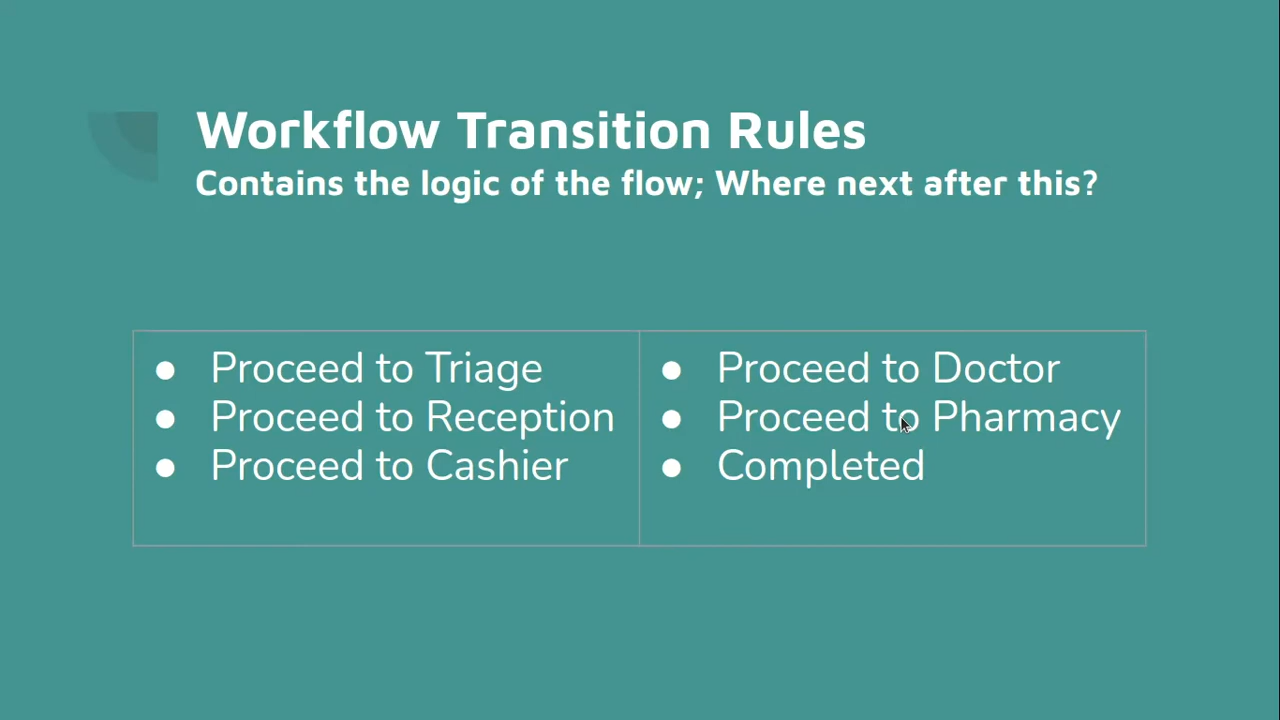 Workflow Transition Rules
Contains the logic of the flow; Where next after this?
● Proceed to Triage
● Proceed to Reception
● Proceed to Cashier
● Proceed to Doctor
● Proceed to Pharmacy
● Completed